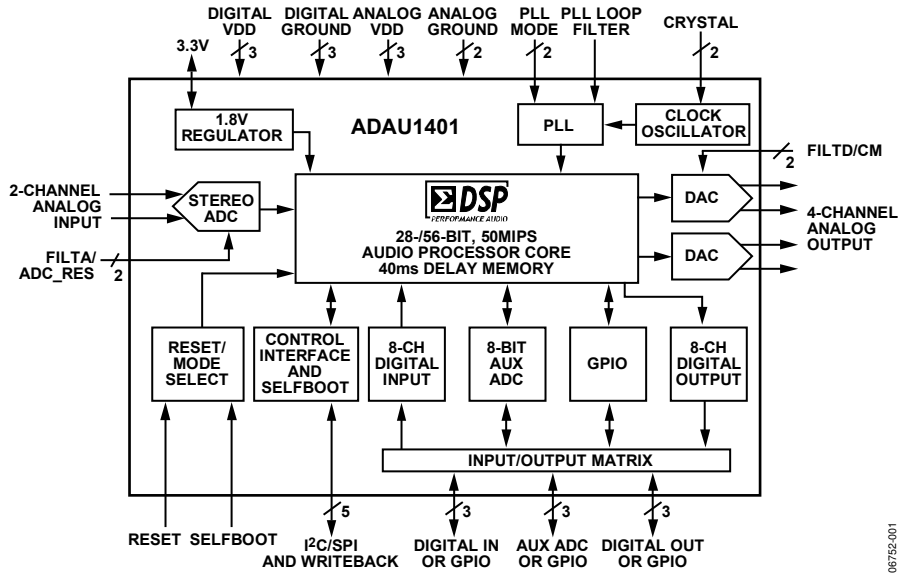 DIGITAL VDD
3
DIGITAL GROUND
3
ANALOG VDD
3
ANALOG GROUND
2
PLL MODE
2
PLL LOOP FILTER
CRYSTAL
2
3.3V
1.8V
REGULATOR
ADAU1401
PLL
CLOCK
OSCILLATOR
FILTD/CM
2
2-CHANNEL
ANALOG
INPUT
STEREO
ADC
DSP
PERFORMANCE AUDIO
28-/56-BIT, 50MIPS
AUDIO PROCESSOR CORE
40ms DELAY MEMORY
DAC
DAC
4-CHANNEL
ANALOG
OUTPUT
FILTA/
ADC_RES
2
RESET/
MODE
SELECT
CONTROL
INTERFACE
AND
SELFBOOT
8-CH
DIGITAL
INPUT
8-BIT
AUX
ADC
GPIO
8-CH
DIGITAL
OUTPUT
INPUT/OUTPUT MATRIX
5
3
3
3
RESET
SELFBOOT
I²C/SPI
AND WRITEBACK
DIGITAL IN
OR GPIO
AUX ADC
OR GPIO
DIGITAL OUT
OR GPIO
06752-001